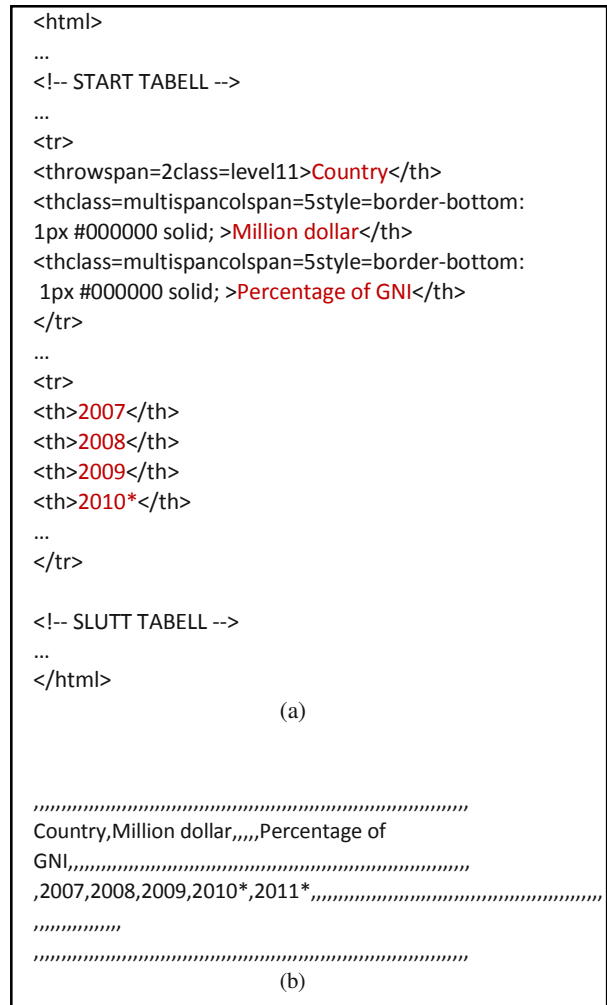 <html>
…
<!-- START TABELL -->
…
<tr>
<throwspan=2class=level11>Country</th>
<thclass=multispancolspan=5style=border-bottom:
1px #000000 solid; >Million dollar</th>
<thclass=multispancolspan=5style=border-bottom:
1px #000000 solid; >Percentage of GNI</th>
</tr>
…
<tr>
<th>2007</th>
<th>2008</th>
<th>2009</th>
<th>2010*</th>
…
</tr>
<!-- SLUTT TABELL -->
…
</html>
(a)
,,,,,,,,,,,,,,,,,,,,,,,,,,,,,,,,,,,,,,,,,,,,,,,,,,,,,,,,,,,,,,,,,,,,,,,,,,,,,,
Country,Million dollar,,,,,Percentage of
GNI,,,,,,,,,,,,,,,,,,,,,,,,,,,,,,,,,,,,,,,,,,,,,,,,,,,,,,,,,,,,,,,,,,,,,,,,
,2007,2008,2009,2010*,2011*,,,,,,,,,,,,,,,,,,,,,,,,,,,,,,,,,,,,,,,,,,,,,,,,,,,,,
,,,,,,,,,,,,,,,,
,,,,,,,,,,,,,,,,,,,,,,,,,,,,,,,,,,,,,,,,,,,,,,,,,,,,,,,,,,,,,,,,,,,,,,,,,,,,,,
(b)